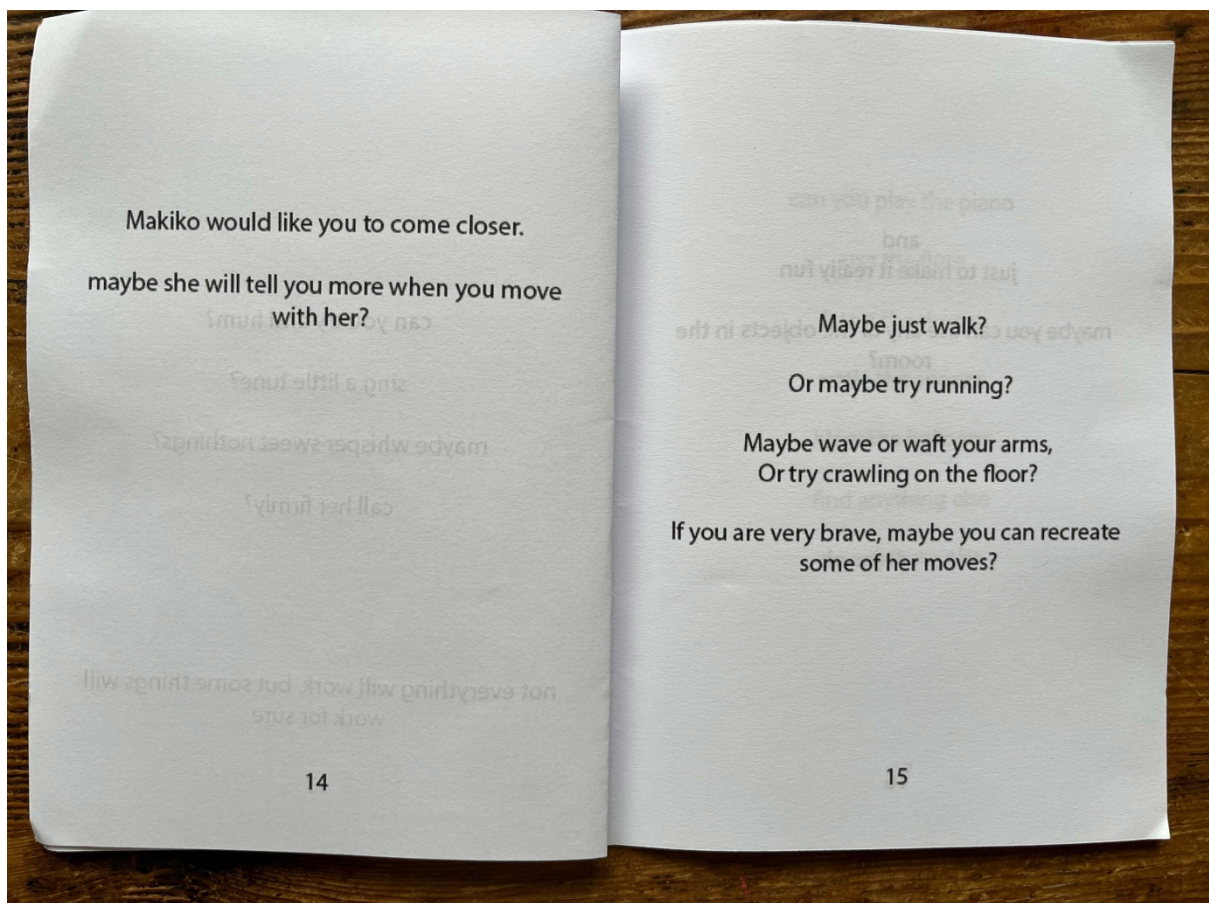 Makiko would like you to come closer.
maybe she will tell you more when you move
with her?
14
Maybe just walk?
Or maybe try running?
Maybe wave or waft your arms,
Or try crawling on the floor?
If you are very brave, maybe you can recreate
some of her moves?
15